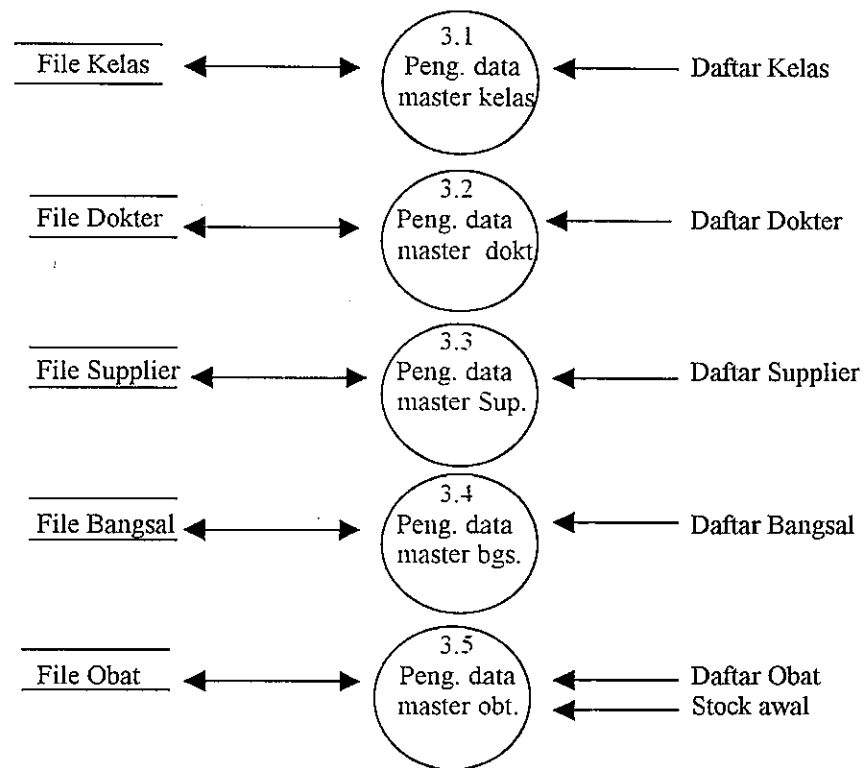 3.1
File Kelas
Peng. data
Daftar Kelas
master kelas
3.2
File Dokter
Peng. data
Daftar Dokter
master dokt
3.3
File Supplier
Peng. data
Daftar Supplier
master Sup.
3.4
File Bangsal
Peng. data
Daftar Bangsal
master bgs.
3.5
File Obat
Peng. data
Daftar Obat
master obt.
Stock awal